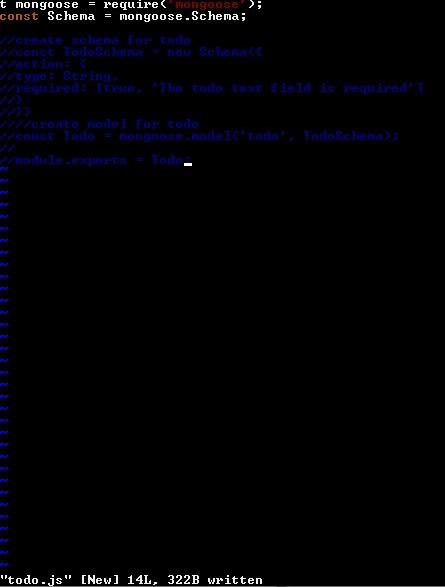 t mongoose = require('mongoose');
const Schema = mongoose.Schema;
//create schema for todo
//const TodoSchema = new Schema({
//action: {
//type: String,
//required: [true, 'The todo text field is required']
//}
//})
////create model for todo
//const Todo = mongoose.model('todo', TodoSchema);
//
//module.exports = Todo;
"todo.js" [New] 14L, 322B written